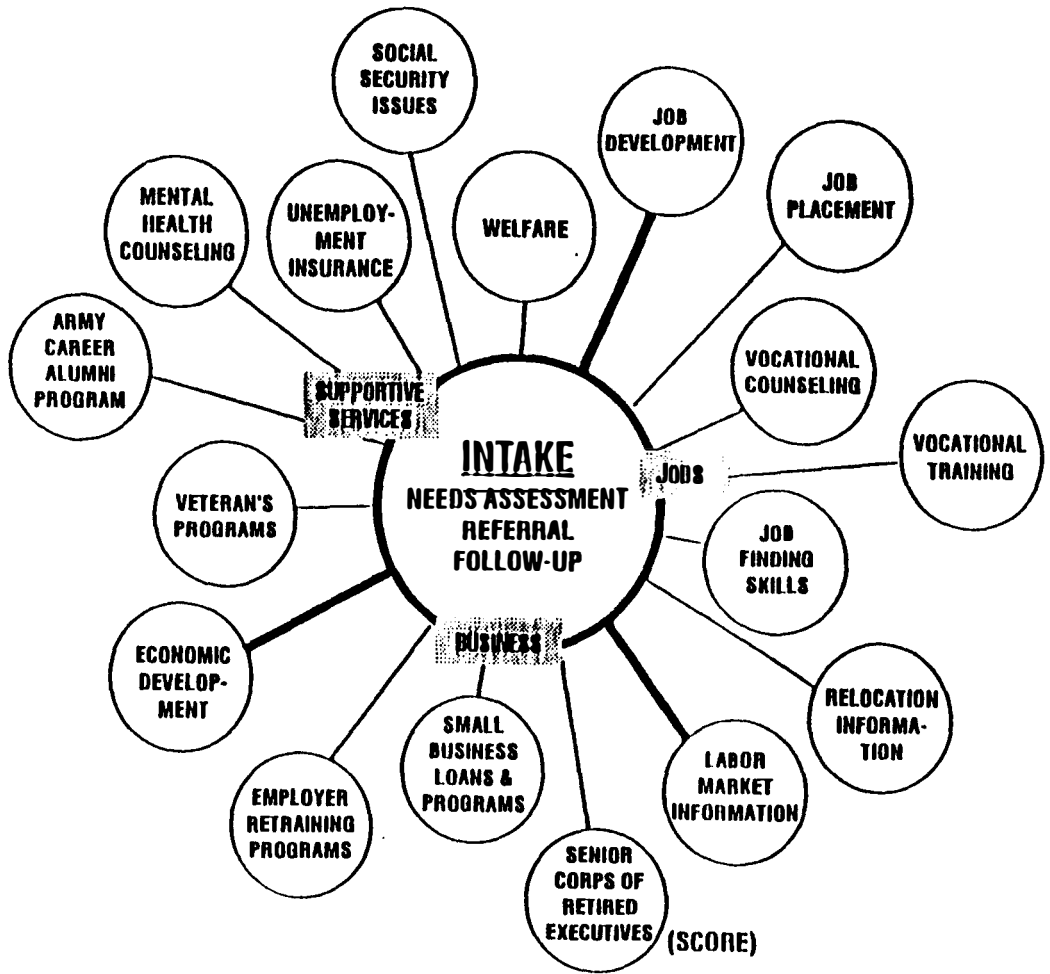 SOCIAL
SECURITY
ISSUES
JOB
DEVELOPMENT
JOB
PLACEMENT
MENTAL
HEALTH
COUNSELING
UNEMPLOY-
MENT
INSURANCE
WELFARE
ARMY
CAREER
ALUMNI
PROGRAM
SUPPORTIVE
SERVICES
VOCATIONAL
COUNSELING
VOCATIONAL
TRAINING
INTAKE
NEEDS ASSESSMENT
REFERRAL
FOLLOW-UP
JOBS
VETERAN'S
PROGRAMS
JOB
FINDING
SKILLS
ECONOMIC
DEVELOP-
MENT
BUSINESS
RELOCATION
INFORMA-
TION
EMPLOYER
RETRAINING
PROGRAMS
SMALL
BUSINESS
LOANS &
PROGRAMS
LABOR
MARKET
INFORMATION
SENIOR
CORPS OF
RETIRED
EXECUTIVES
(SCORE)